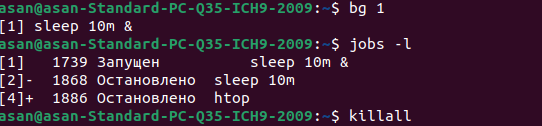 asan@asan-Standard-PC-Q35-ICH9-2009:~$ bg 1
[1] sleep 10m &
asan@asan-Standard-PC-Q35-ICH9-2009:~$ jobs -l
[1]   1739 Запущен          sleep 10m &
[2]-  1868 Остановлено  sleep 10m
[4]+  1886 Остановлено  htop
asan@asan-Standard-PC-Q35-ICH9-2009:~$ killall